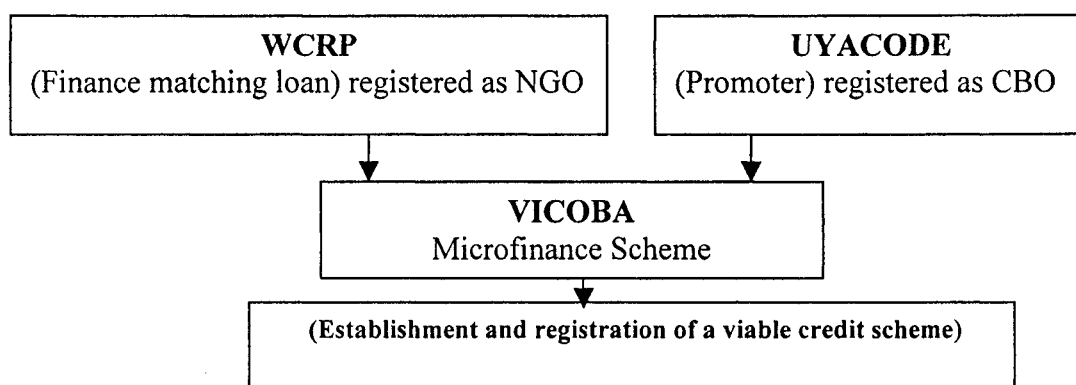 WCRP
(Finance matching loan) registered as NGO
UYACODE
(Promoter) registered as CBO
VICOBA
Microfinance Scheme
(Establishment and registration of a viable credit scheme)